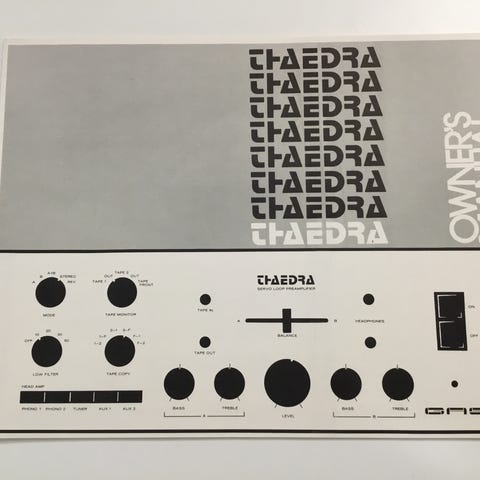 THAEDRA
THAEDRA
THAEDRA
THAEDRA
THAEDRA
THAEDRA
THAEDRA
THAEDRA
OWNER'S
MANUAL
THAEDRA
SERVO LOOP PREAMPLIFIER
A B A+B STEREO REV.
MODE
TAPE 1 OUT TAPE 2 OUT TAPE FRONT
TAPE MONITOR
TAPE IN
A B
BALANCE
HEADPHONES
ON
OFF
OFF 10 20 30 50
LOW FILTER
TAPE COPY
TAPE OUT
HEAD AMP
PHONO 1 PHONO 2 TUNER AUX 1 AUX 2
BASS A TREBLE
LEVEL
BASS B TREBLE